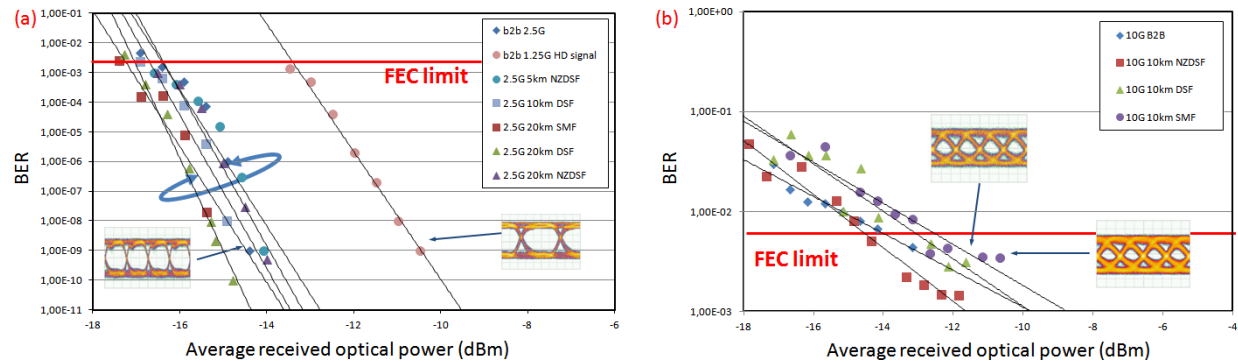 (a)
1,00E-01
1,00E-02
1,00E-03
1,00E-04
1,00E-05
1,00E-06
1,00E-07
1,00E-08
1,00E-09
1,00E-10
1,00E-11
BER
-18
-16
-14
-12
-10
-8
-6
Average received optical power (dBm)
FEC limit
b2b 2.5G
b2b 1.25G HD signal
2.5G 5km NZDSF
2.5G 10km DSF
2.5G 20km SMF
2.5G 20km DSF
2.5G 20km NZDSF
(b)
1,00E+00
1,00E-01
1,00E-02
1,00E-03
BER
-18
-16
-14
-12
-10
-8
-6
-4
Average received optical power (dBm)
FEC limit
10G B2B
10G 10km NZDSF
10G 10km DSF
10G 10km SMF